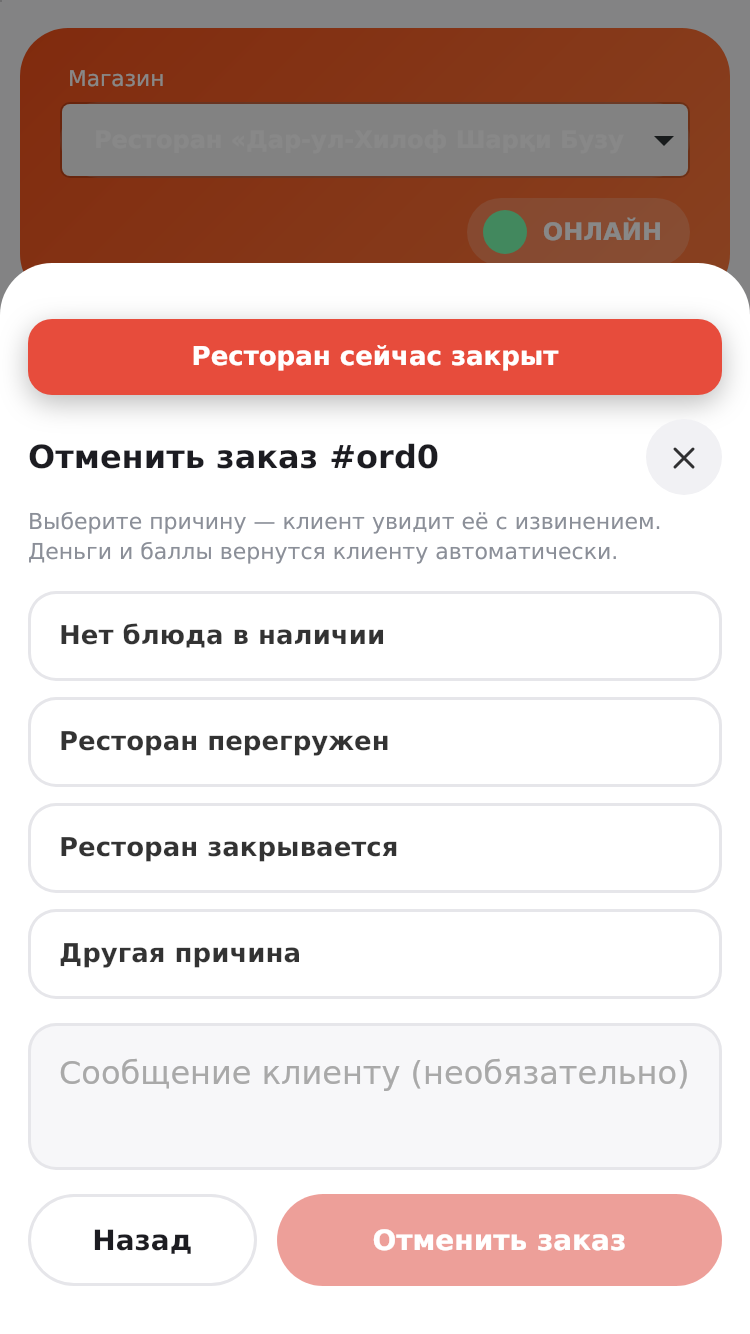 Магазин
Ресторан «Дар-ул-Хилоф Шарқи Бузу
ОНЛАЙН
Ресторан сейчас закрыт
Отменить заказ #ord0
Выберите причину — клиент увидит её с извинением.
Деньги и баллы вернутся клиенту автоматически.
Нет блюда в наличии
Ресторан перегружен
Ресторан закрывается
Другая причина
Сообщение клиенту (необязательно)
Назад
Отменить заказ